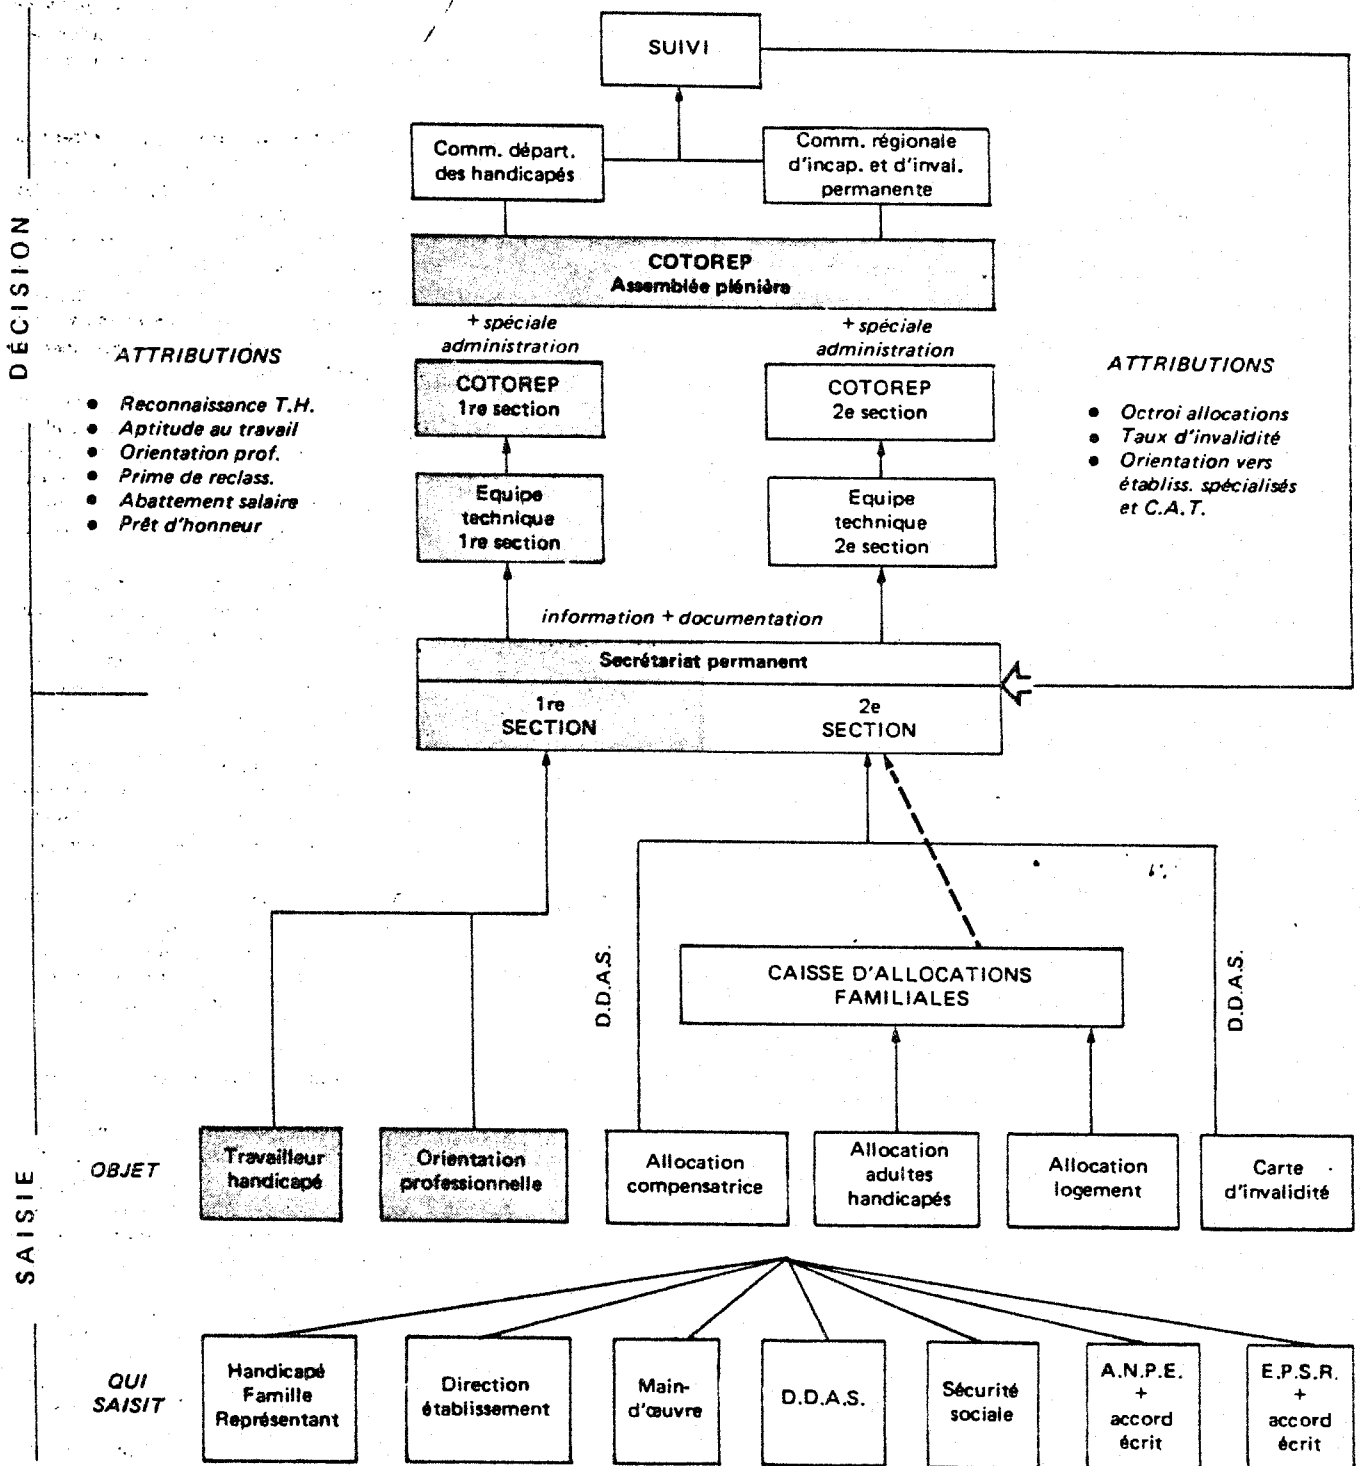 SUIVI
Comm. départ.
des handicapés
Comm. régionale
d'incap. et d'inval.
permanente
DÉCISION
COTOREP
Assemblée plénière
+ spéciale
administration
+ spéciale
administration
ATTRIBUTIONS
• Reconnaissance T.H.
• Aptitude au travail
• Orientation prof.
• Prime de reclass.
• Abattement salaire
• Prêt d'honneur
COTOREP
1re section
COTOREP
2e section
ATTRIBUTIONS
• Octroi allocations
• Taux d'invalidité
• Orientation vers
établiss. spécialisés
et C.A.T.
Equipe
technique
1re section
Equipe
technique
2e section
information + documentation
Secrétariat permanent
1re
SECTION
2e
SECTION
D.D.A.S.
CAISSE D'ALLOCATIONS
FAMILIALES
D.D.A.S.
SAISIE
OBJET
Travailleur
handicapé
Orientation
professionnelle
Allocation
compensatrice
Allocation
adultes
handicapés
Allocation
logement
Carte
d'invalidité
QUI
SAISIT
Handicapé
Famille
Représentant
Direction
établissement
Main-
d'œuvre
D.D.A.S.
Sécurité
sociale
A.N.P.E.
+
accord
écrit
E.P.S.R.
+
accord
écrit